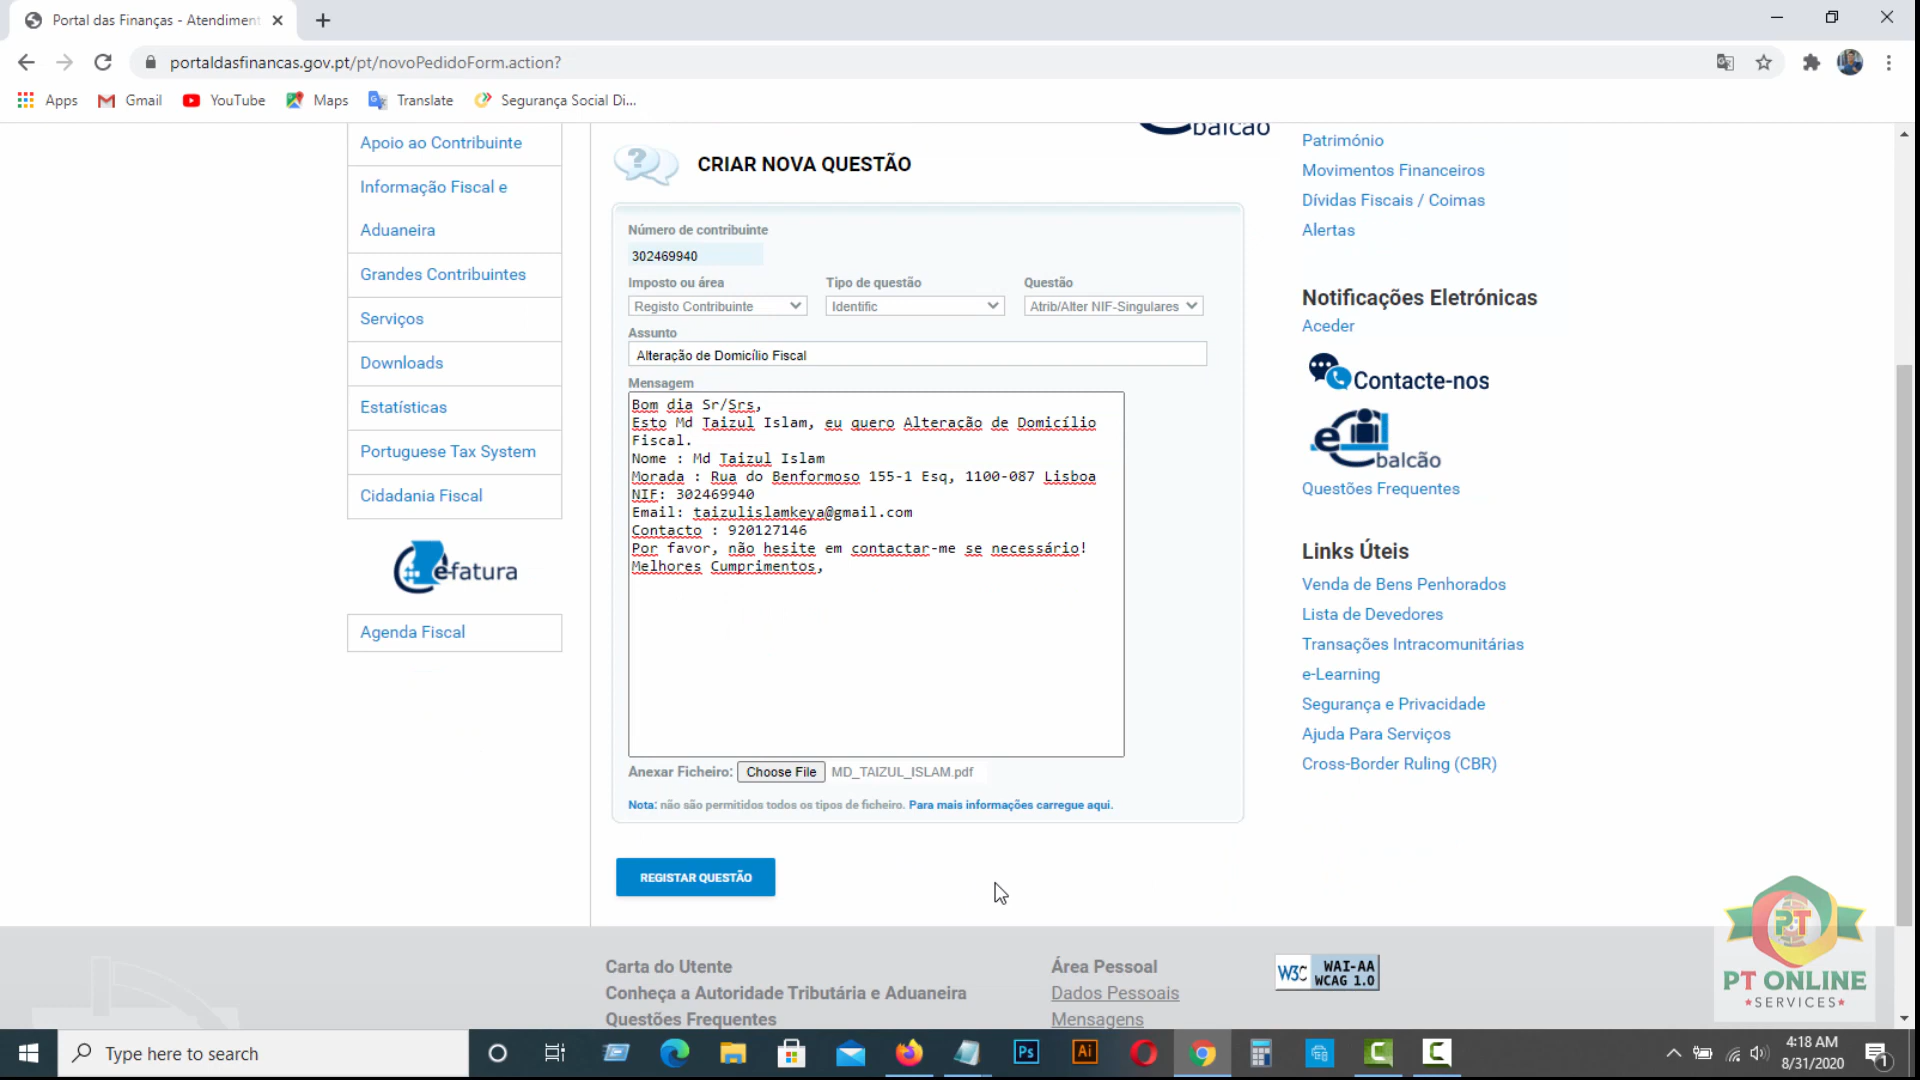 Portal das Finanças - Atendiment
portaldasfinancas.gov.pt/pt/novoPedidoForm.action?
Apps
Gmail
YouTube
Maps
Translate
Segurança Social Di...
Apoio ao Contribuinte
Informação Fiscal e
Aduaneira
Grandes Contribuintes
Serviços
Downloads
Estatísticas
Portuguese Tax System
Cidadania Fiscal
efatura
Agenda Fiscal
balcão
CRIAR NOVA QUESTÃO
Número de contribuinte
302469940
Imposto ou área
Tipo de questão
Questão
Registo Contribuinte
Identific
Atrib/Alter NIF-Singulares
Assunto
Alteração de Domicílio Fiscal
Mensagem
Bom dia Sr/Srs,
Esto Md Taizul Islam, eu quero Alteracão de Domicílio
Fiscal.
Nome : Md Taizul Islam
Morada : Rua do Benformoso 155-1 Esq, 1100-087 Lisboa
NIF: 302469940
Email: taizulislamkeya@gmail.com
Contacto : 920127146
Por favor, não hesite em contactar-me se necessário!
Melhores Cumprimentos,
Anexar Ficheiro:
Choose File
MD_TAIZUL_ISLAM.pdf
Nota: não são permitidos todos os tipos de ficheiro. Para mais informações carregue aqui.
REGISTAR QUESTÃO
Património
Movimentos Financeiros
Dívidas Fiscais / Coimas
Alertas
Notificações Eletrónicas
Aceder
Contacte-nos
e balcão
Questões Frequentes
Links Úteis
Venda de Bens Penhorados
Lista de Devedores
Transações Intracomunitárias
e-Learning
Segurança e Privacidade
Ajuda Para Serviços
Cross-Border Ruling (CBR)
Carta do Utente
Conheça a Autoridade Tributária e Aduaneira
Questões Frequentes
Área Pessoal
Dados Pessoais
Mensagens
W3C WAI-AA
WCAG 1.0
PT
PT ONLINE
SERVICES
Type here to search
Ps
Ai
4:18 AM
8/31/2020
1